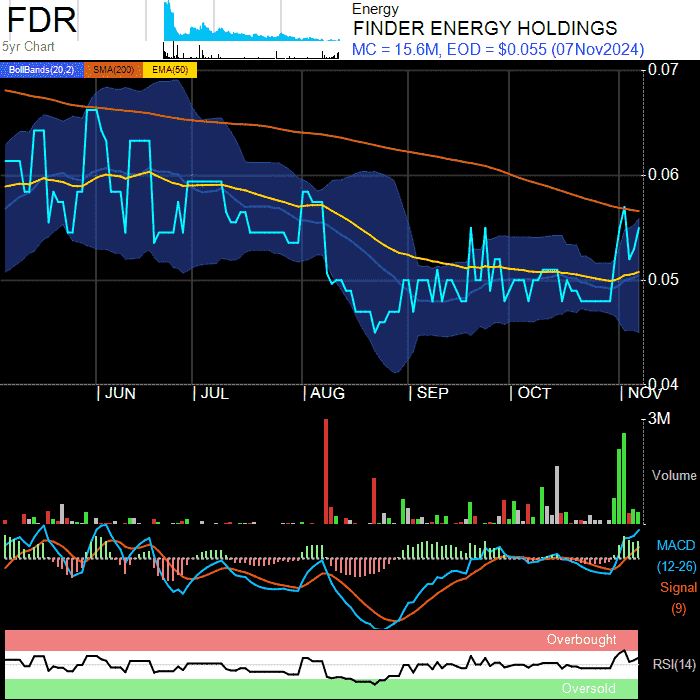 FDR
5yr Chart
Energy
FINDER ENERGY HOLDINGS
MC = 15.6M, EOD = $0.055 (07Nov2024)
BollBands(20,2) SMA(200) EMA(50)
0.07
0.06
0.05
0.04
JUN JUL AUG SEP OCT NOV
3M
Volume
MACD
(12-26)
Signal
(9)
Overbought
RSI(14)
Oversold